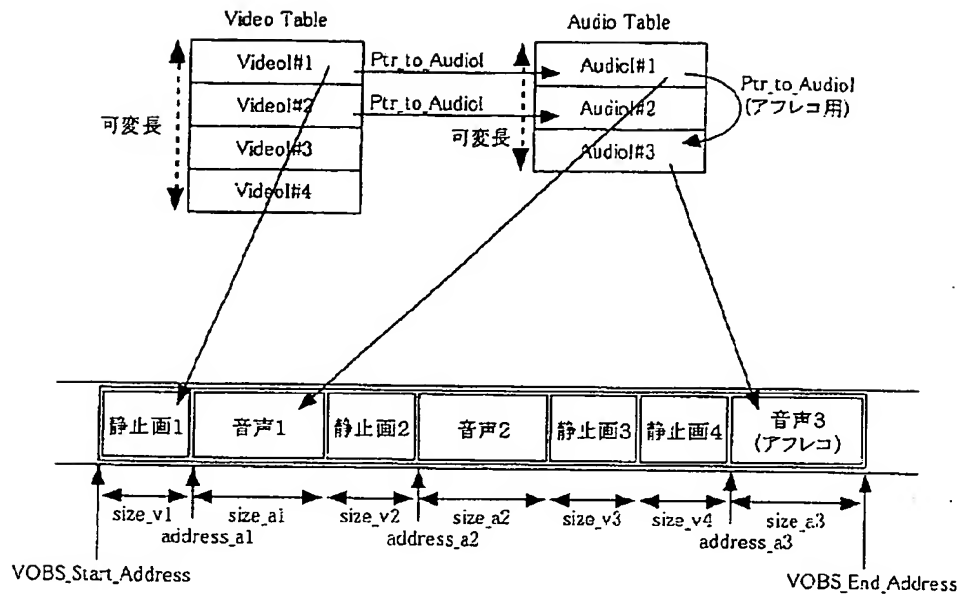 Video Table
Audio Table
VideoI#1
VideoI#2
VideoI#3
VideoI#4
可変長
Ptr_to_AudioI
Ptr_to_AudioI
AudioI#1
AudioI#2
AudioI#3
可変長
Ptr_to_AudioI
(アフレコ用)
静止画1
音声1
静止画2
音声2
静止画3
静止画4
音声3
(アフレコ)
size_v1
size_a1
size_v2
size_a2
size_v3
size_v4
size_a3
address_a1
address_a2
address_a3
VOBS_Start_Address
VOBS_End_Address